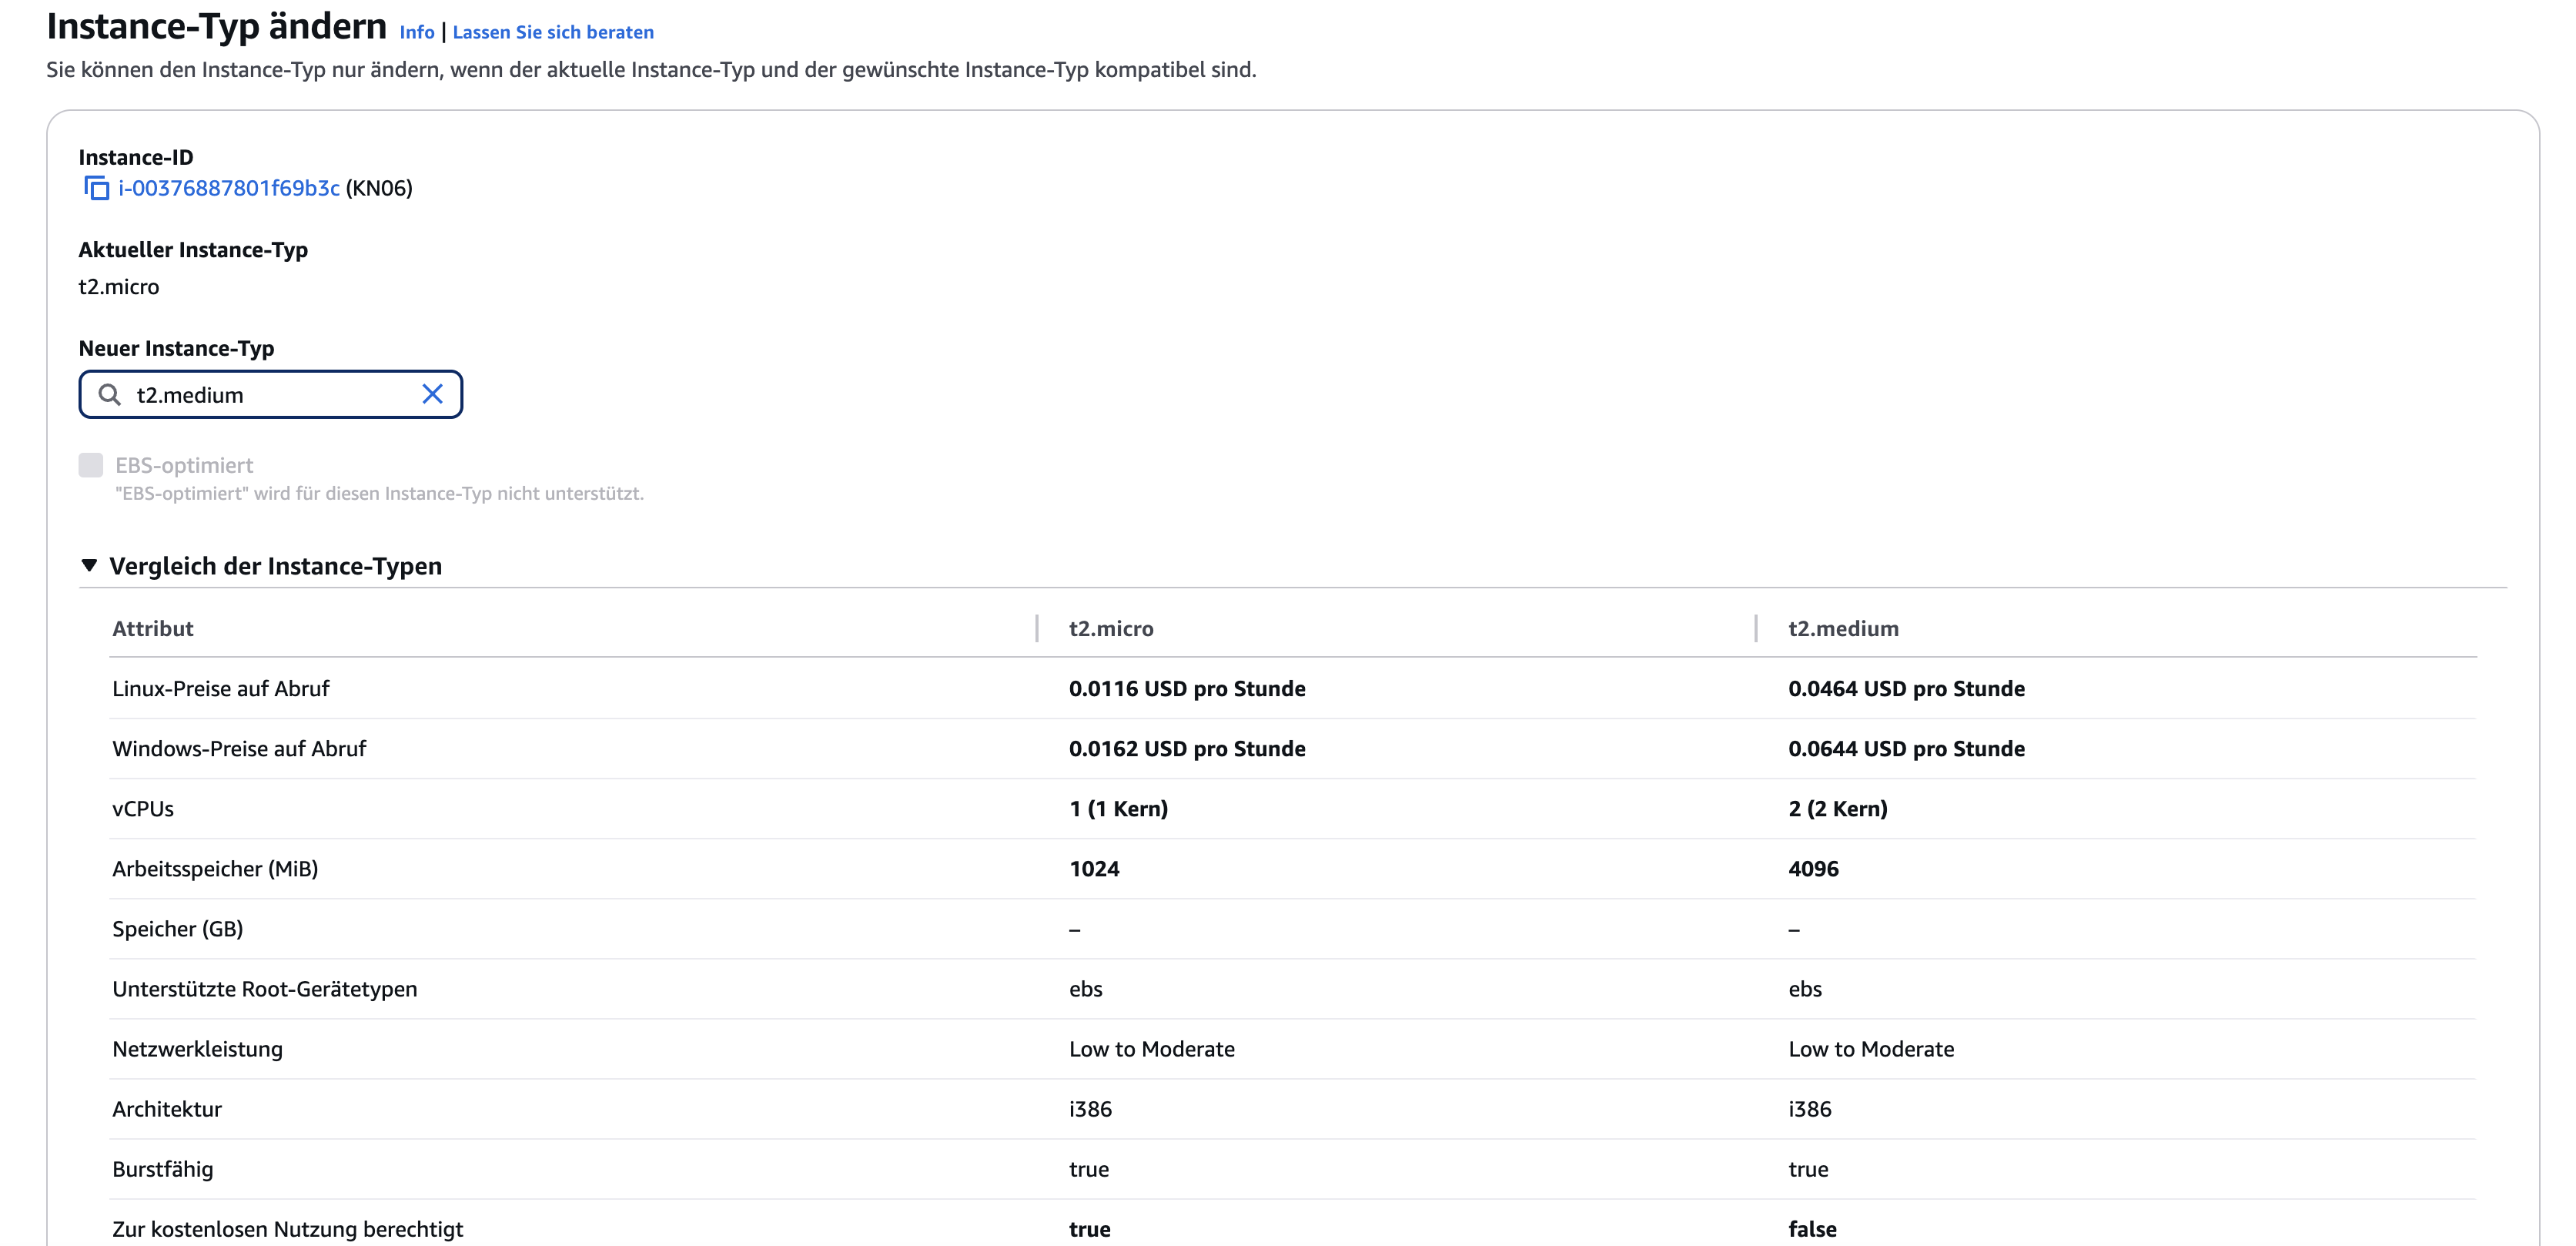 Instance-Typ ändern Info | Lassen Sie sich beraten
Sie können den Instance-Typ nur ändern, wenn der aktuelle Instance-Typ und der gewünschte Instance-Typ kompatibel sind.
Instance-ID
i-00376887801f69b3c (KN06)
Aktueller Instance-Typ
t2.micro
Neuer Instance-Typ
t2.medium
EBS-optimiert
"EBS-optimiert" wird für diesen Instance-Typ nicht unterstützt.
Vergleich der Instance-Typen
Attribut t2.micro t2.medium
Linux-Preise auf Abruf 0.0116 USD pro Stunde 0.0464 USD pro Stunde
Windows-Preise auf Abruf 0.0162 USD pro Stunde 0.0644 USD pro Stunde
vCPUs 1 (1 Kern) 2 (2 Kern)
Arbeitsspeicher (MiB) 1024 4096
Speicher (GB) – –
Unterstützte Root-Gerätetypen ebs ebs
Netzwerkleistung Low to Moderate Low to Moderate
Architektur i386 i386
Burstfähig true true
Zur kostenlosen Nutzung berechtigt true false